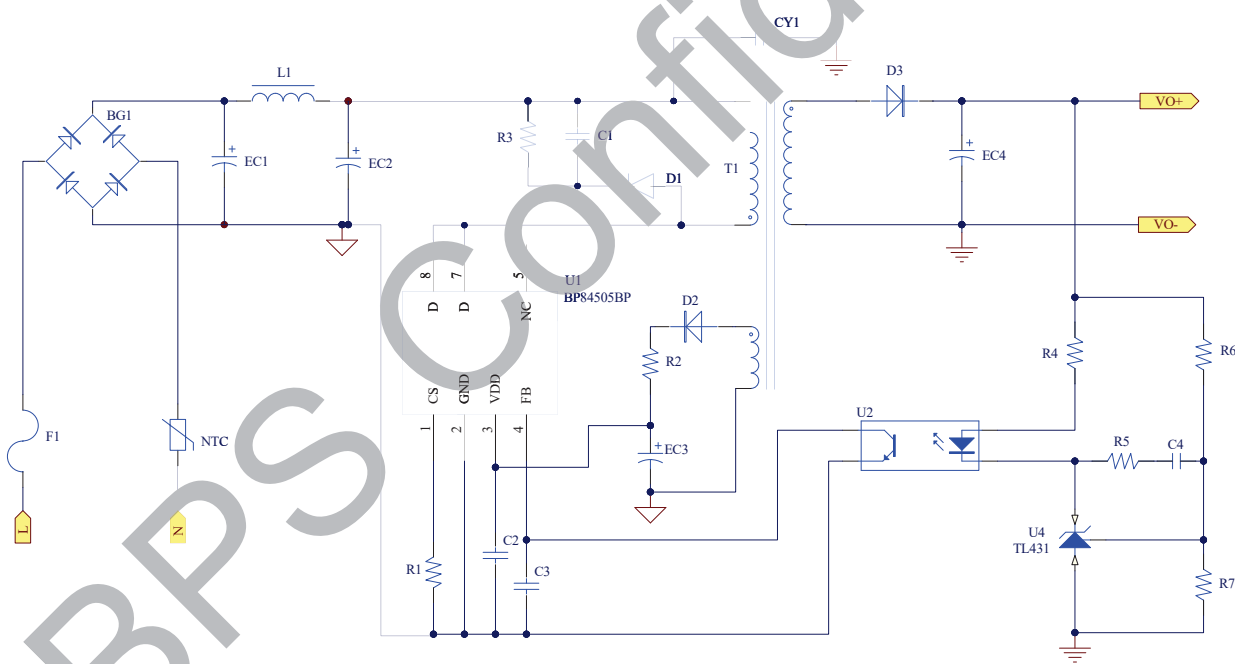 CY1
L1
D3
BG1
VO+
R3
C1
EC1
EC2
T1
EC4
D1
VO-
8
7
5
U1
BP84505BP
D
D
NC
D2
R2
R4
R6
CS
GND
VDD
FB
1
2
3
4
U2
F1
NTC
EC3
R5
C4
L
N
U4
TL431
C2
R1
C3
R7
BPS Confid